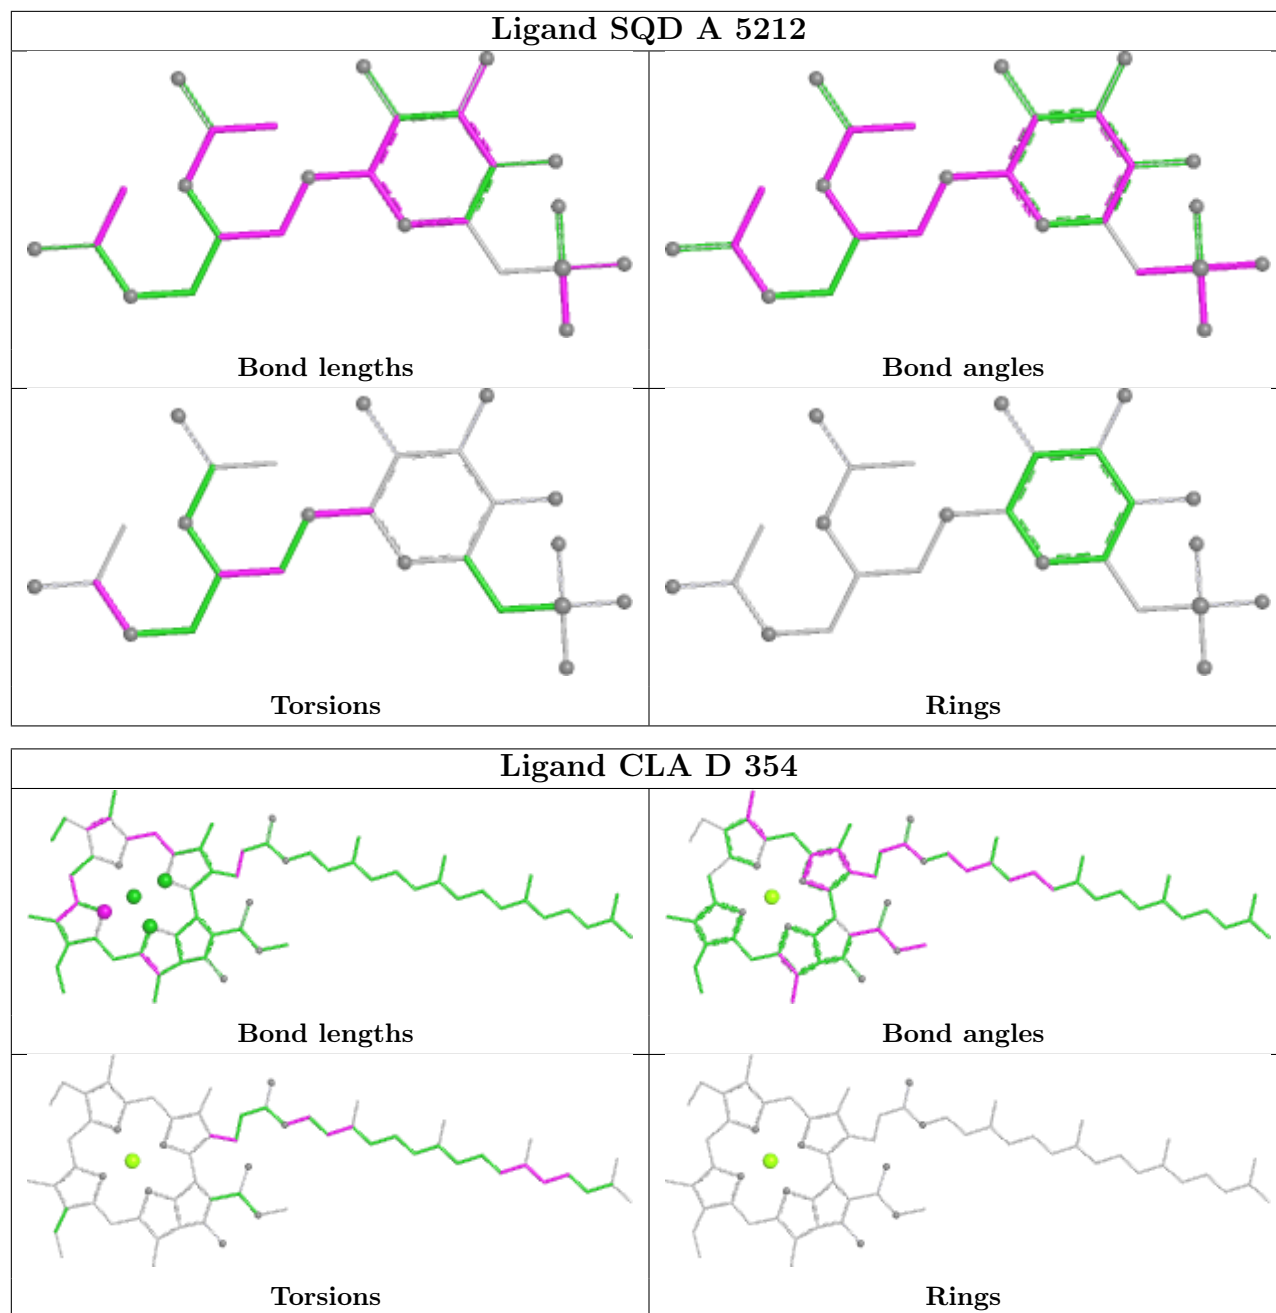 Ligand SQD A 5212
Bond lengths
Bond angles
Torsions
Rings
Ligand CLA D 354
Bond lengths
Bond angles
Torsions
Rings